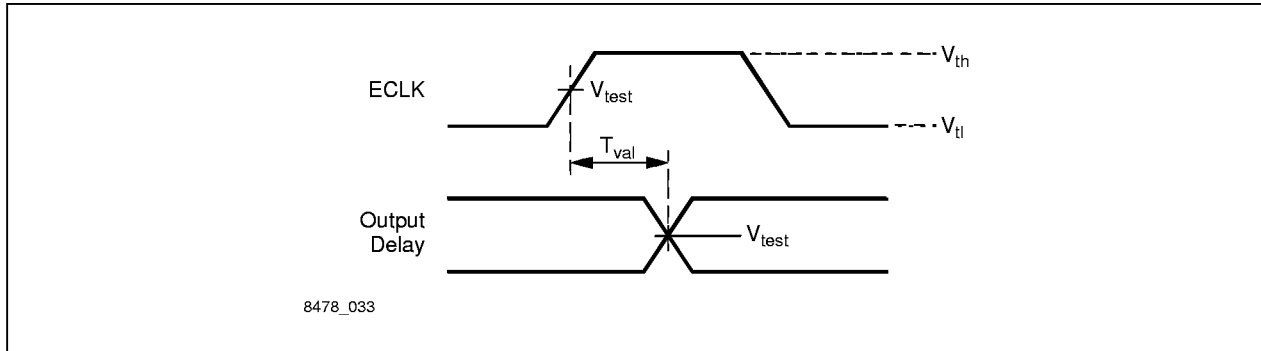 V_th
ECLK
V_test
V_tl
T_val
Output
Delay
V_test
8478_033